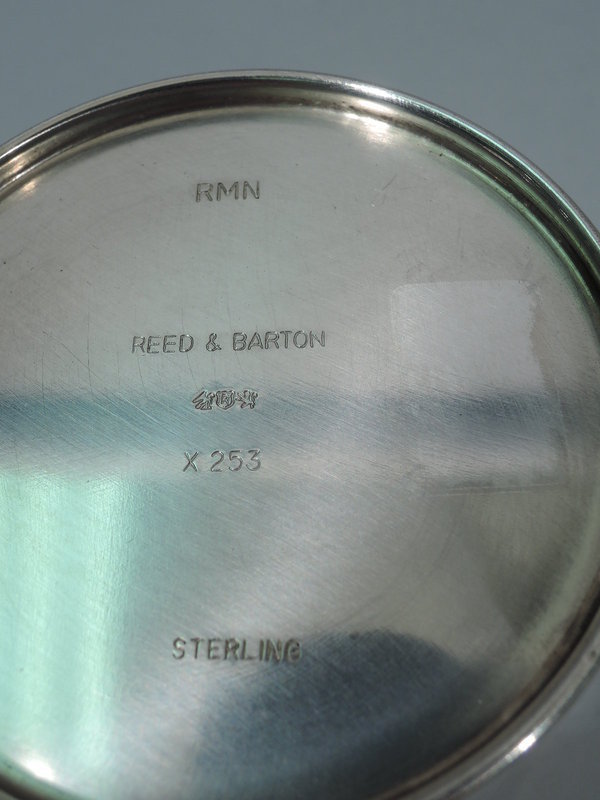 RMN
REED & BARTON
X 253
STERLING